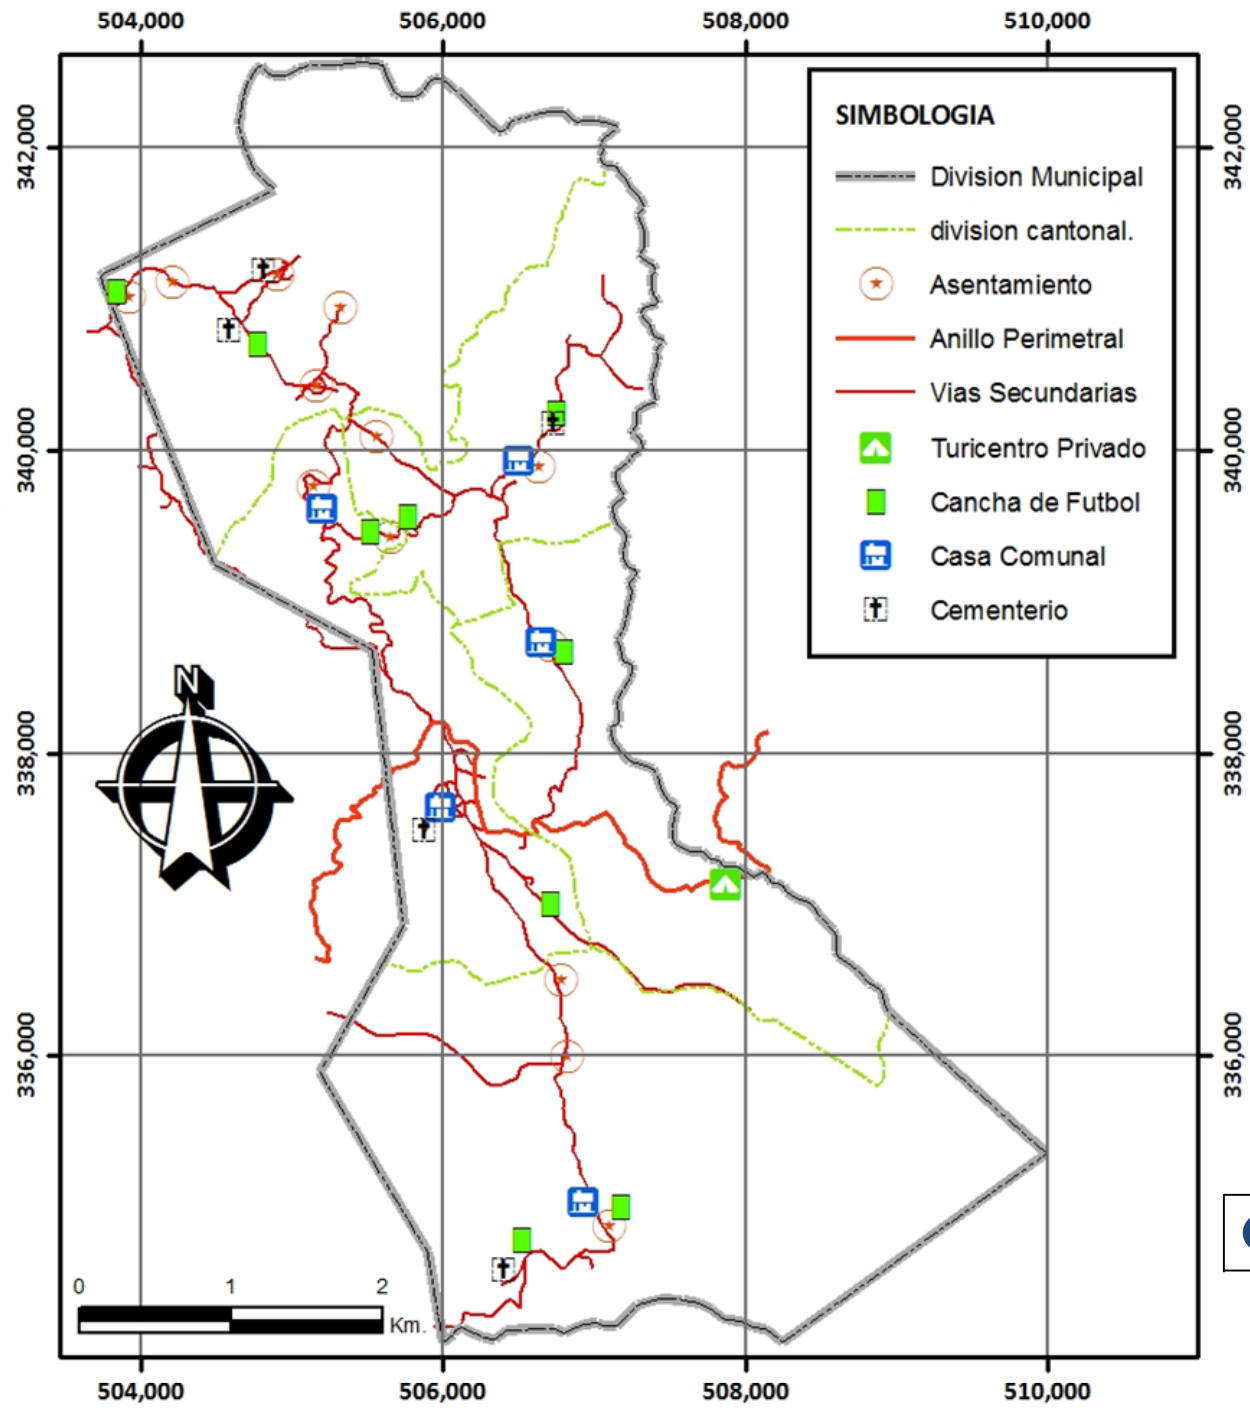 504,000 506,000 508,000 510,000
342,000 342,000
SIMBOLOGIA
Division Municipal
division cantonal.
Asentamiento
Anillo Perimetral
Vias Secundarias
Turicentro Privado
Cancha de Futbol
Casa Comunal
Cementerio
340,000 340,000
N
338,000 338,000
336,000 336,000
0 1 2
Km.
504,000 506,000 508,000 510,000